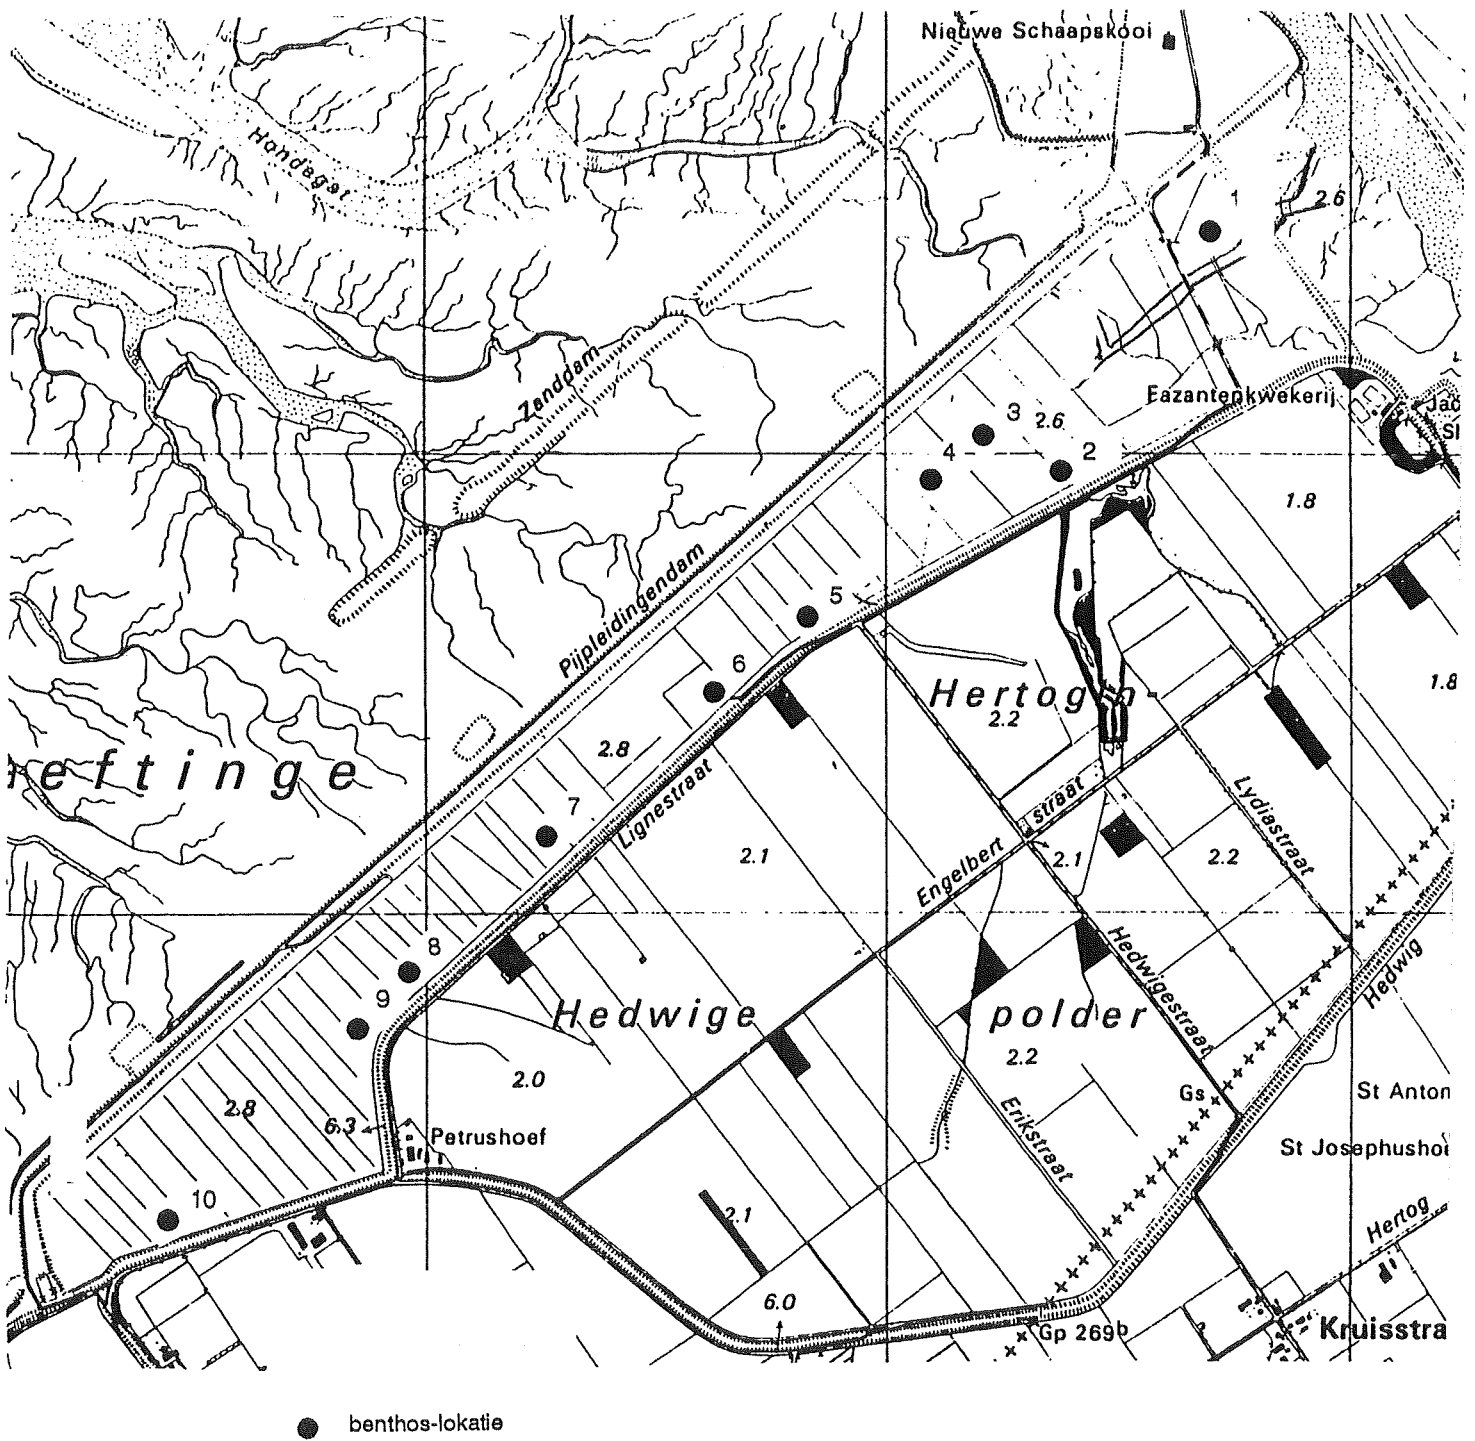 Nieuwe Schaapskooi
Hondegat
1
2.6
Zanddam
Fazantenkwekerij
3
2.6
4
2
1.8
Pijpleidingendam
5
6
Hertogin
2.2
1.8
2.8
eeftinge
7
Lignestraat
straat
Lydiastraat
2.1
Engelbert
2.1
2.2
8
Hedwigestraat
Hedwig
9
Hedwige
polder
2.2
2.0
2.8
6.3
Petrushoef
Erikstraat
Gs
St Anton
St Josephushoe
10
2.1
Hertog
6.0
Gp 269b
Kruisstra
benthos-lokatie